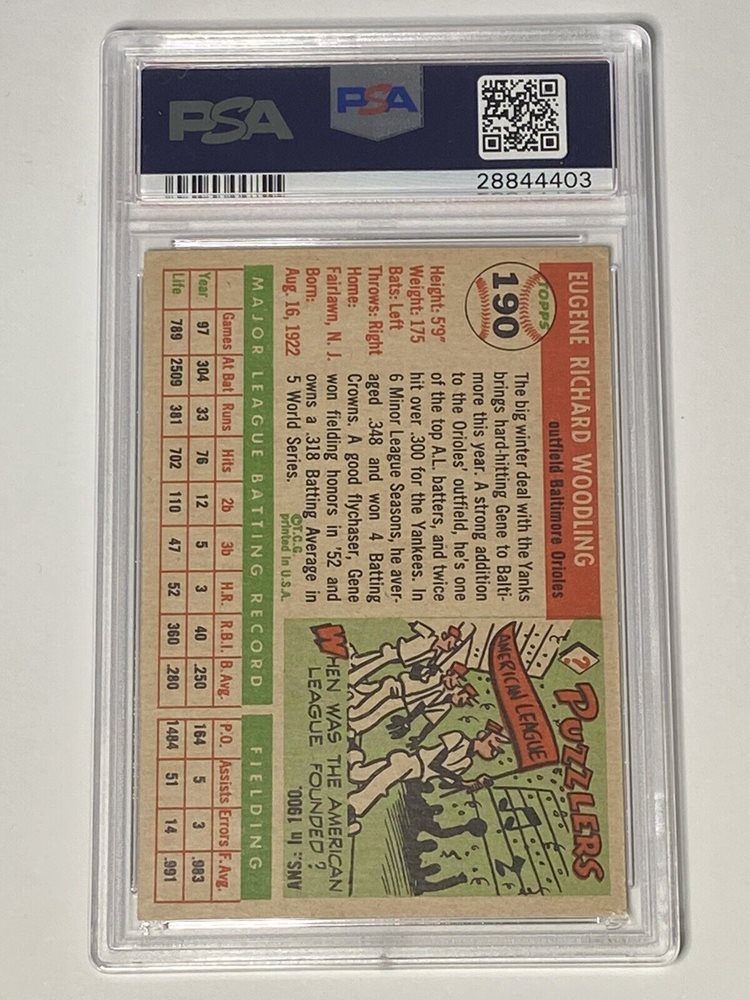 PSA
PSA
28844403
TOPPS
190
EUGENE RICHARD WOODLING
outfield Baltimore Orioles
Height: 5'9"
Weight: 175
Bats: Left
Throws: Right
Home:
Fairlawn, N. J.
Born:
Aug. 16, 1922
The big winter deal with the Yanks
brings hard-hitting Gene to Balti-
more this year. A strong addition
to the Orioles' outfield, he's one
of the top A.L. batters, and twice
hit over .300 for the Yankees. In
6 Minor League Seasons, he aver-
aged .348 and won 4 Batting
Crowns. A good flychaser, Gene
won fielding honors in '52 and
owns a .318 Batting Average in
5 World Series.
©T.C.G.
printed in U.S.A.
? PUZZLERS
AMERICAN LEAGUE
WHEN WAS THE AMERICAN
LEAGUE FOUNDED?
ANS.: In 1900.
MAJOR LEAGUE BATTING RECORD FIELDING
Games At Bat Runs Hits 2b 3b H.R. R.B.I. B. Avg. P.O. Assists Errors F. Avg.
Year 97 304 33 76 12 5 3 40 .250 164 5 3 .983
Life 789 2509 381 702 110 47 52 360 .280 1484 51 14 .991